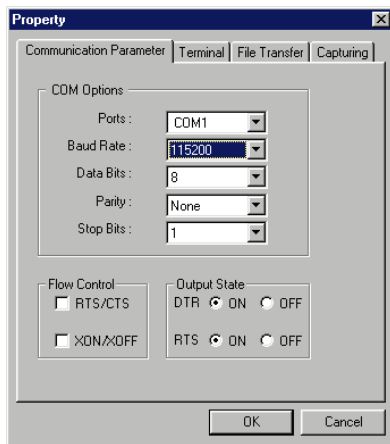 Property
Communication Parameter Terminal File Transfer Capturing
COM Options
Ports : COM1
Baud Rate : 115200
Data Bits : 8
Parity : None
Stop Bits : 1
Flow Control
RTS/CTS
XON/XOFF
Output State
DTR ON OFF
RTS ON OFF
OK Cancel